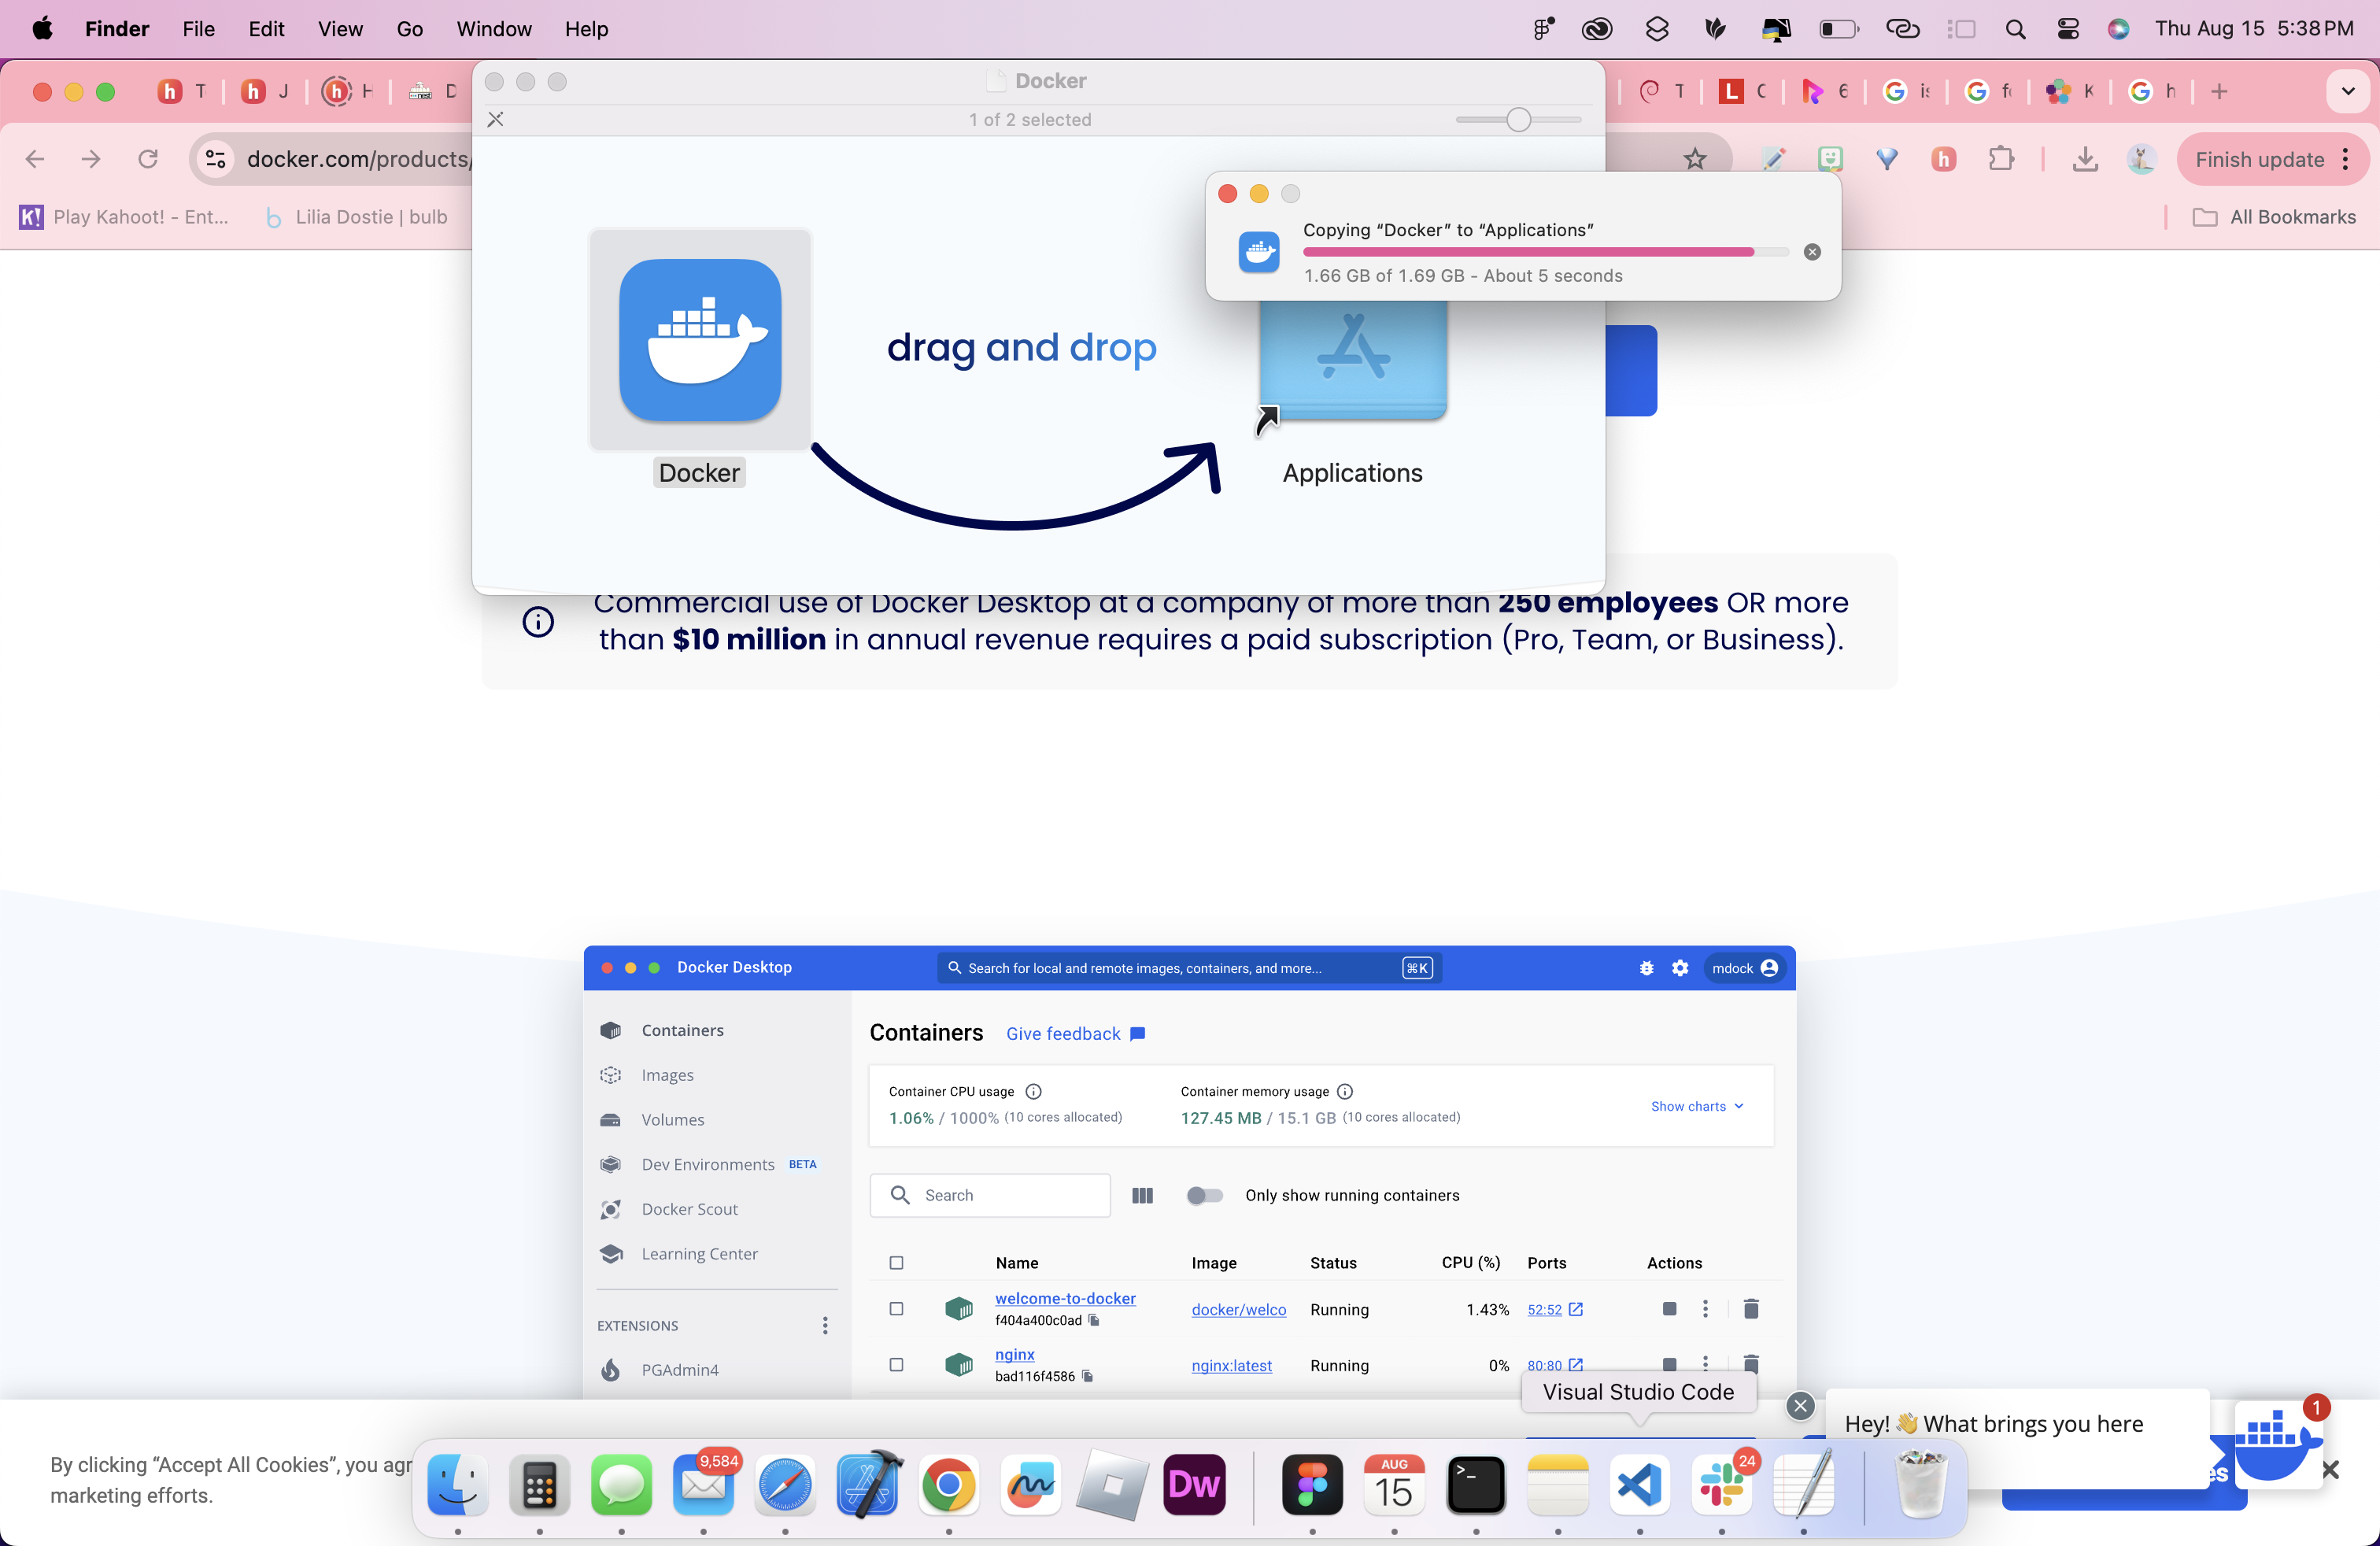 Finder File Edit View Go Window Help
Thu Aug 15 5:38 PM
T
J
H
D
Docker
T
L
C
6
is
K
h
1 of 2 selected
docker.com/products/
Finish update
K! Play Kahoot! - Ent...
Lilia Dostie | bulb
All Bookmarks
Copying “Docker” to “Applications”
1.66 GB of 1.69 GB - About 5 seconds
drag and drop
Docker
Applications
Commercial use of Docker Desktop at a company of more than 250 employees OR more
than $10 million in annual revenue requires a paid subscription (Pro, Team, or Business).
Docker Desktop
Search for local and remote images, containers, and more...
⌘K
mdock
Containers
Images
Volumes
Dev Environments BETA
Docker Scout
Learning Center
EXTENSIONS
PGAdmin4
Containers Give feedback
Container CPU usage
1.06% / 1000% (10 cores allocated)
Container memory usage
127.45 MB / 15.1 GB (10 cores allocated)
Show charts
Search
Only show running containers
Name Image Status CPU (%) Ports Actions
welcome-to-docker docker/welco Running 1.43% 52:52
f404a400c0ad
nginx nginx:latest Running 0% 80:80
bad116f4586
Visual Studio Code
Hey! 👋 What brings you here
1
By clicking “Accept All Cookies”, you agr
marketing efforts.
9,584
Dw
AUG
15
>_
24
es